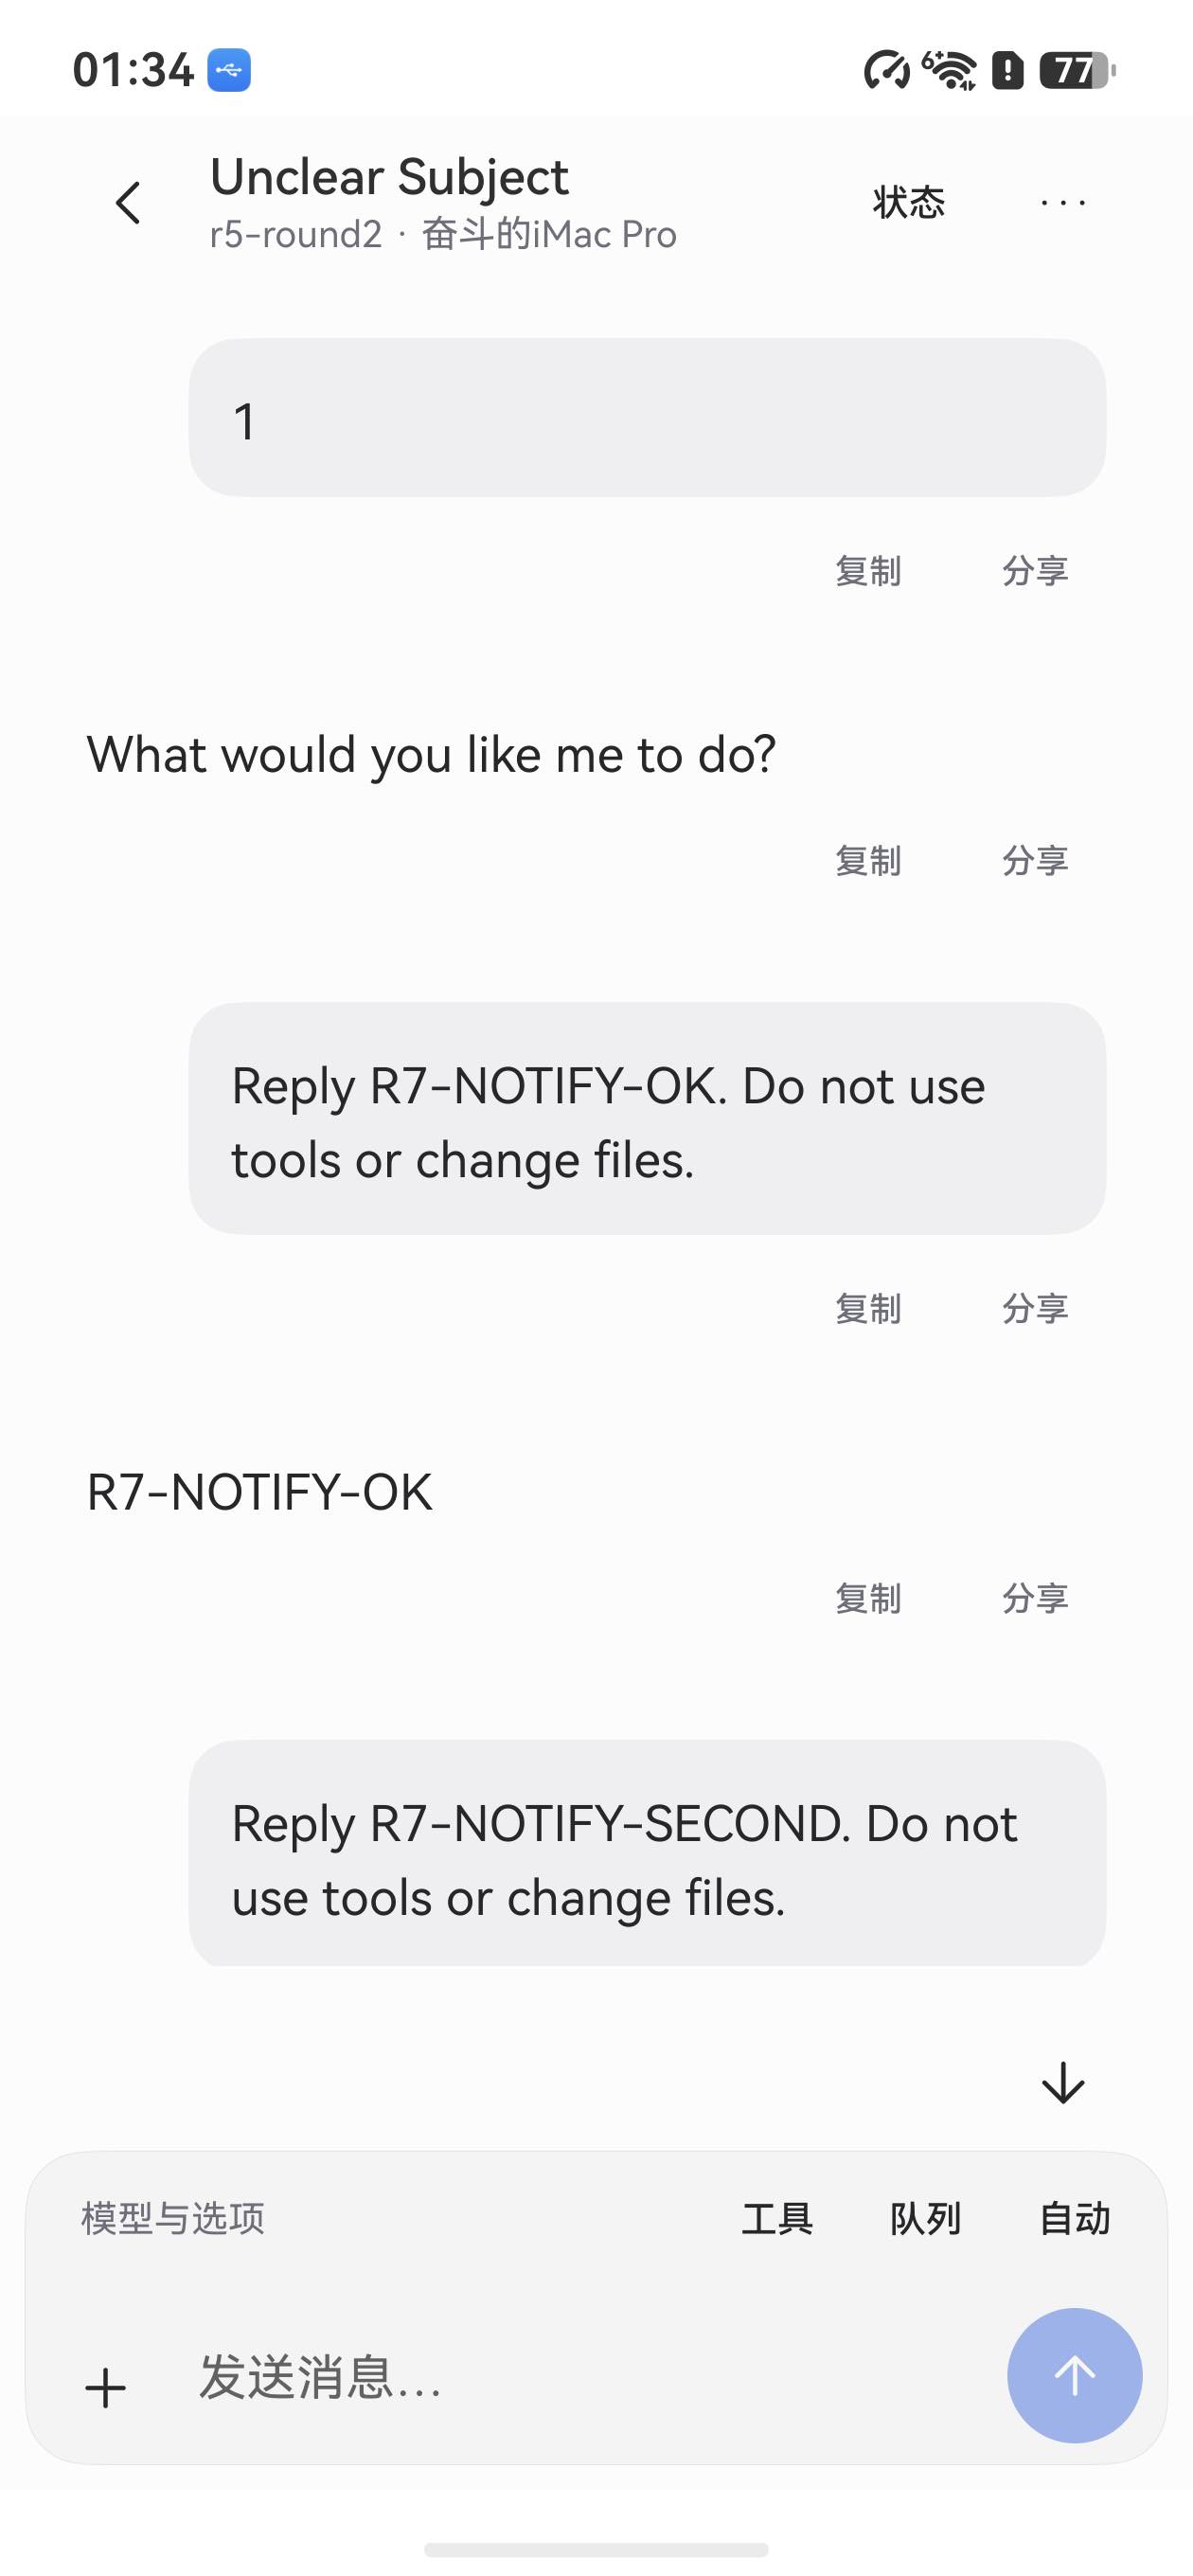 01:34
6+
77
Unclear Subject
状态
···
r5-round2 · 奋斗的iMac Pro
1
复制 分享
What would you like me to do?
复制 分享
Reply R7-NOTIFY-OK. Do not use
tools or change files.
复制 分享
R7-NOTIFY-OK
复制 分享
Reply R7-NOTIFY-SECOND. Do not
use tools or change files.
模型与选项 工具 队列 自动
发送消息...